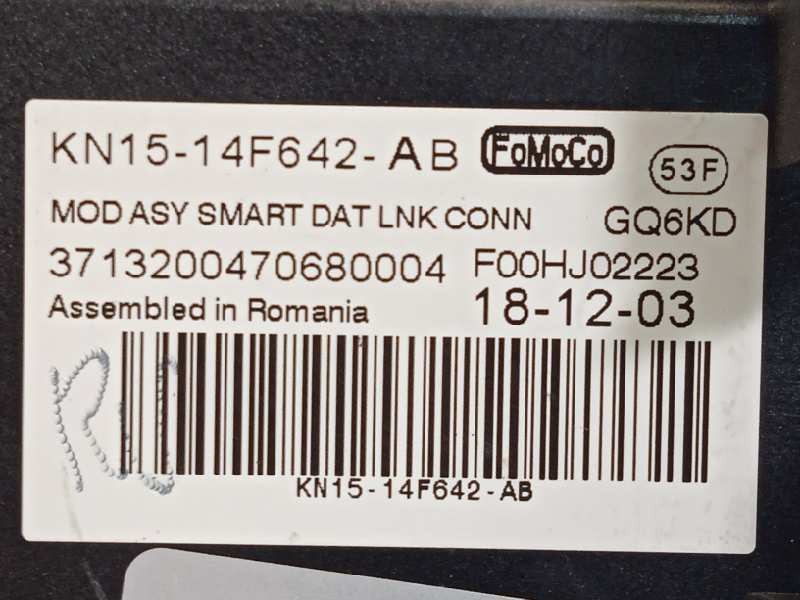 KN15-14F642-AB FoMoCo 53F
MOD ASY SMART DAT LNK CONN GQ6KD
3713200470680004 F00HJ02223
Assembled in Romania 18-12-03
KN15-14F642-AB